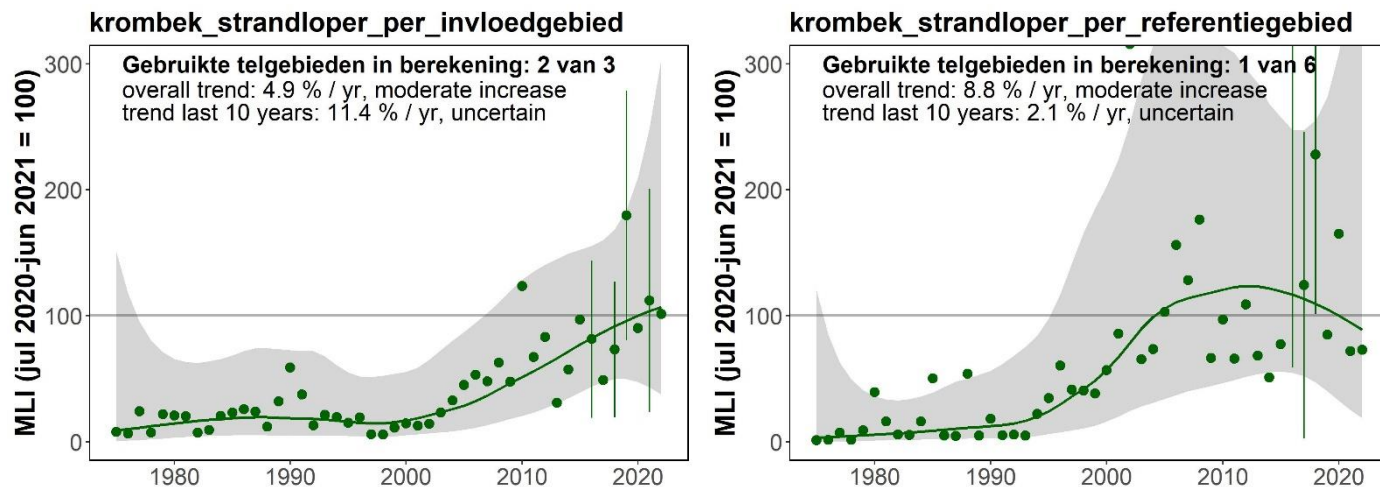 krombek_strandloper_per_invloedgebied
Gebruikte telgebieden in berekening: 2 van 3
overall trend: 4.9 % / yr, moderate increase
trend last 10 years: 11.4 % / yr, uncertain
MLI (jul 2020-jun 2021 = 100)
300
200
100
0
1980
1990
2000
2010
2020
krombek_strandloper_per_referentiegebied
Gebruikte telgebieden in berekening: 1 van 6
overall trend: 8.8 % / yr, moderate increase
trend last 10 years: 2.1 % / yr, uncertain
MLI (jul 2020-jun 2021 = 100)
300
200
100
0
1980
1990
2000
2010
2020